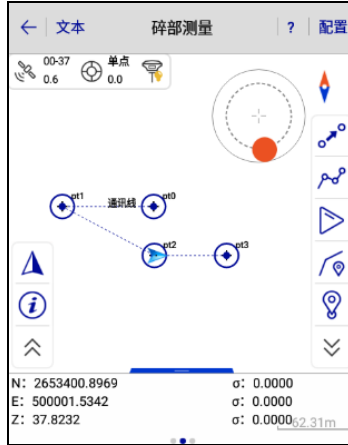 文本 碎部测量 ? 配置
00-37 单点
0.6 0.0
pt1 通讯线 pt0
pt2 pt3
N: 2653400.8969 σ: 0.0000
E: 500001.5342 σ: 0.0000
Z: 37.8232 σ: 0.0000
62.31m